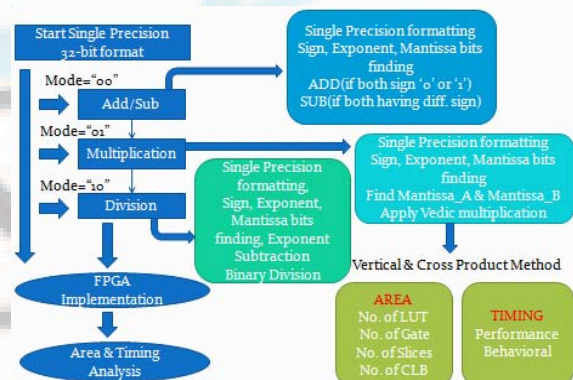 Start Single Precision
32-bit format
Mode="00"
Add/Sub
Mode="01"
Multiplication
Mode="10"
Division
FPGA
Implementation
Area & Timing
Analysis
Single Precision formatting
Sign, Exponent, Mantissa bits
finding
ADD(if both sign '0' or '1')
SUB(if both having diff. sign)
Single Precision
formatting,
Sign, Exponent,
Mantissa bits
finding, Exponent
Subtraction
Binary Division
Single Precision formatting
Sign, Exponent, Mantissa bits
finding
Find Mantissa_A & Mantissa_B
Apply Vedic multiplication
Vertical & Cross Product Method
AREA
No. of LUT
No. of Gate
No. of Slices
No. of CLB
TIMING
Performance
Behavioral